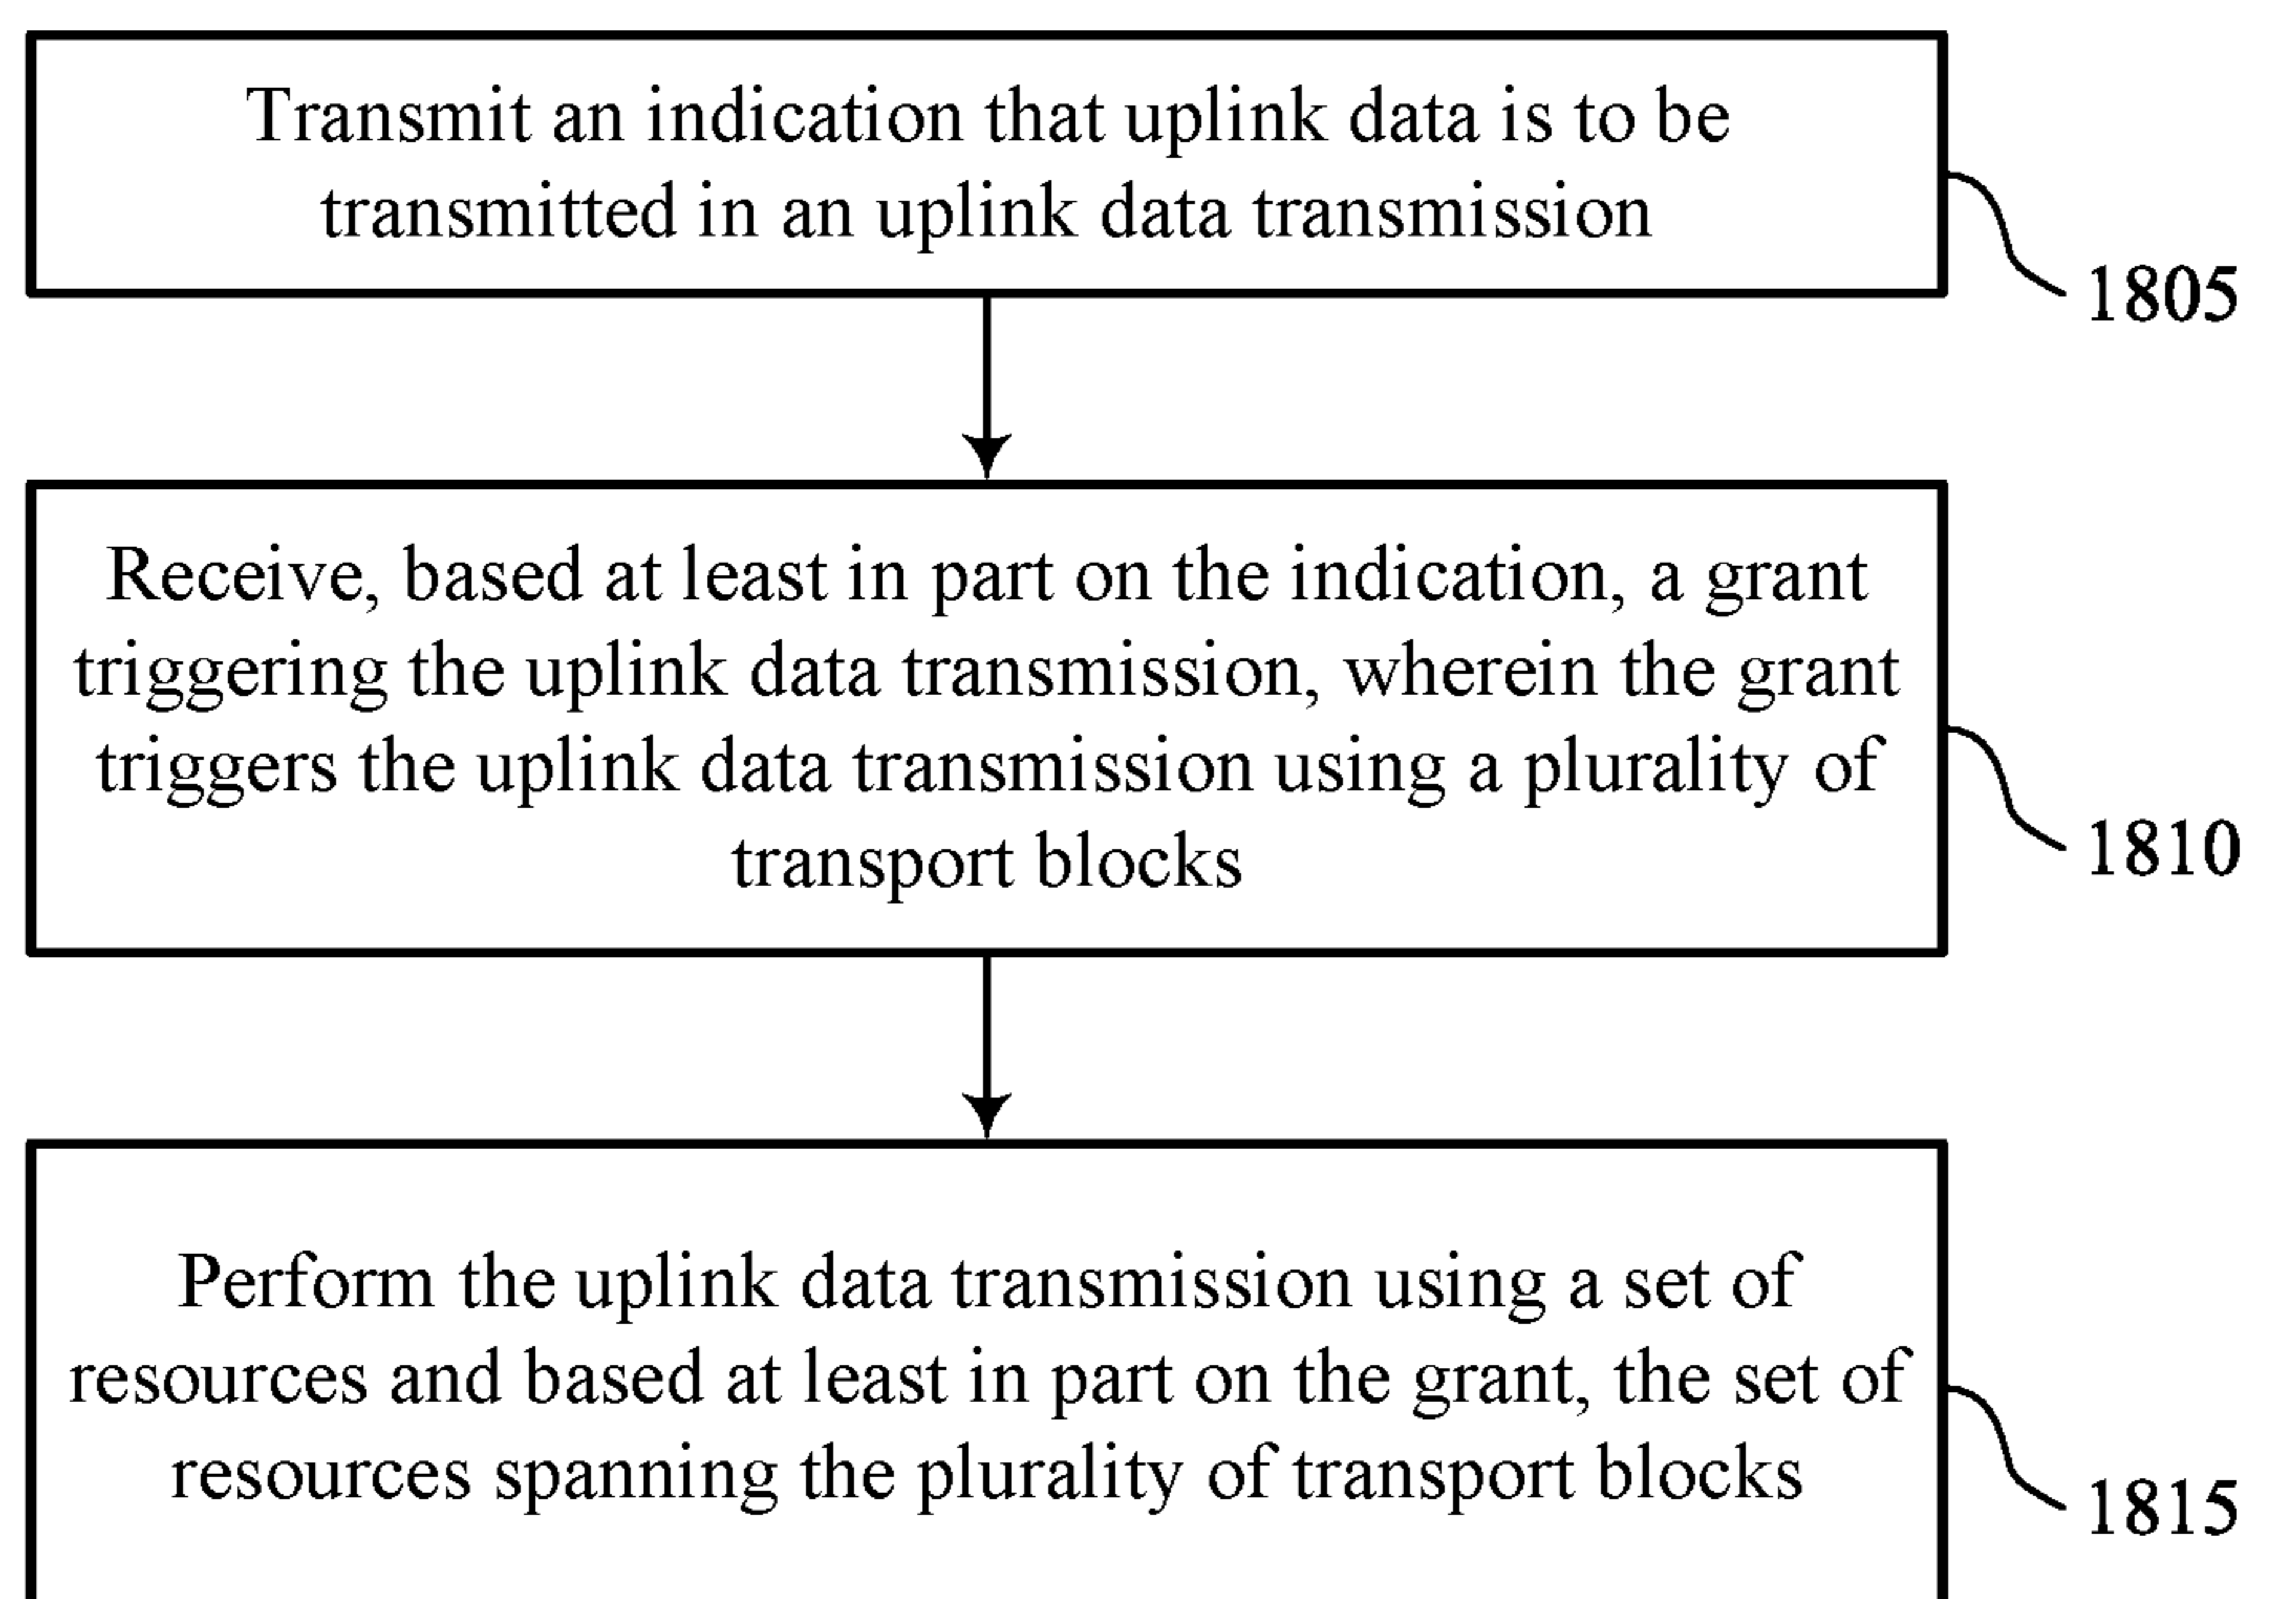 Transmit an indication that uplink data is to be
transmitted in an uplink data transmission
1805
Receive, based at least in part on the indication, a grant
triggering the uplink data transmission, wherein the grant
triggers the uplink data transmission using a plurality of
transport blocks
1810
Perform the uplink data transmission using a set of
resources and based at least in part on the grant, the set of
resources spanning the plurality of transport blocks
1815